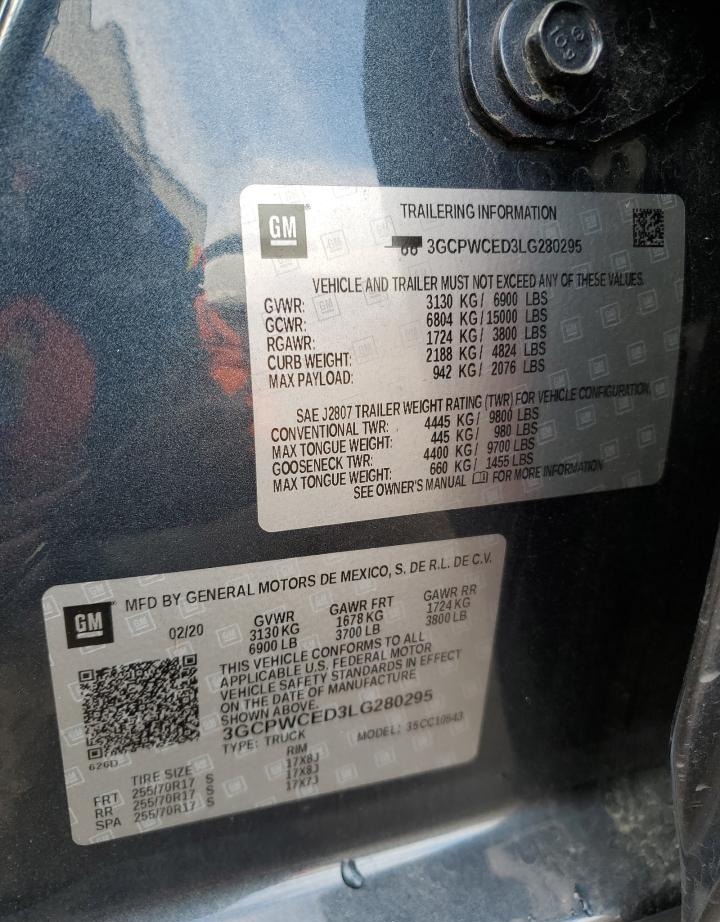 10.9
GM
TRAILERING INFORMATION
3GCPWCED3LG280295
VEHICLE AND TRAILER MUST NOT EXCEED ANY OF THESE VALUES.
GVWR: 3130 KG/ 6900 LBS
GCWR: 6804 KG/15000 LBS
RGAWR: 1724 KG/ 3800 LBS
CURB WEIGHT: 2188 KG/ 4824 LBS
MAX PAYLOAD: 942 KG/ 2076 LBS
SAE J2807 TRAILER WEIGHT RATING (TWR) FOR VEHICLE CONFIGURATION.
CONVENTIONAL TWR: 4445 KG/ 9800 LBS
MAX TONGUE WEIGHT: 445 KG/ 980 LBS
GOOSENECK TWR: 4400 KG/ 9700 LBS
MAX TONGUE WEIGHT: 660 KG/ 1455 LBS
SEE OWNER'S MANUAL FOR MORE INFORMATION
GM
MFD BY GENERAL MOTORS DE MEXICO, S. DE R.L. DE C.V.
02/20 GVWR GAWR FRT GAWR RR
3130 KG 1678 KG 1724 KG
6900 LB 3700 LB 3800 LB
THIS VEHICLE CONFORMS TO ALL
APPLICABLE U.S. FEDERAL MOTOR
VEHICLE SAFETY STANDARDS IN EFFECT
ON THE DATE OF MANUFACTURE
SHOWN ABOVE.
3GCPWCED3LG280295
TYPE: TRUCK MODEL: 35CC10543
626D
TIRE SIZE RIM
FRT 255/70R17 S 17X8J
RR 255/70R17 S 17X8J
SPA 255/70R17 S 17X7J